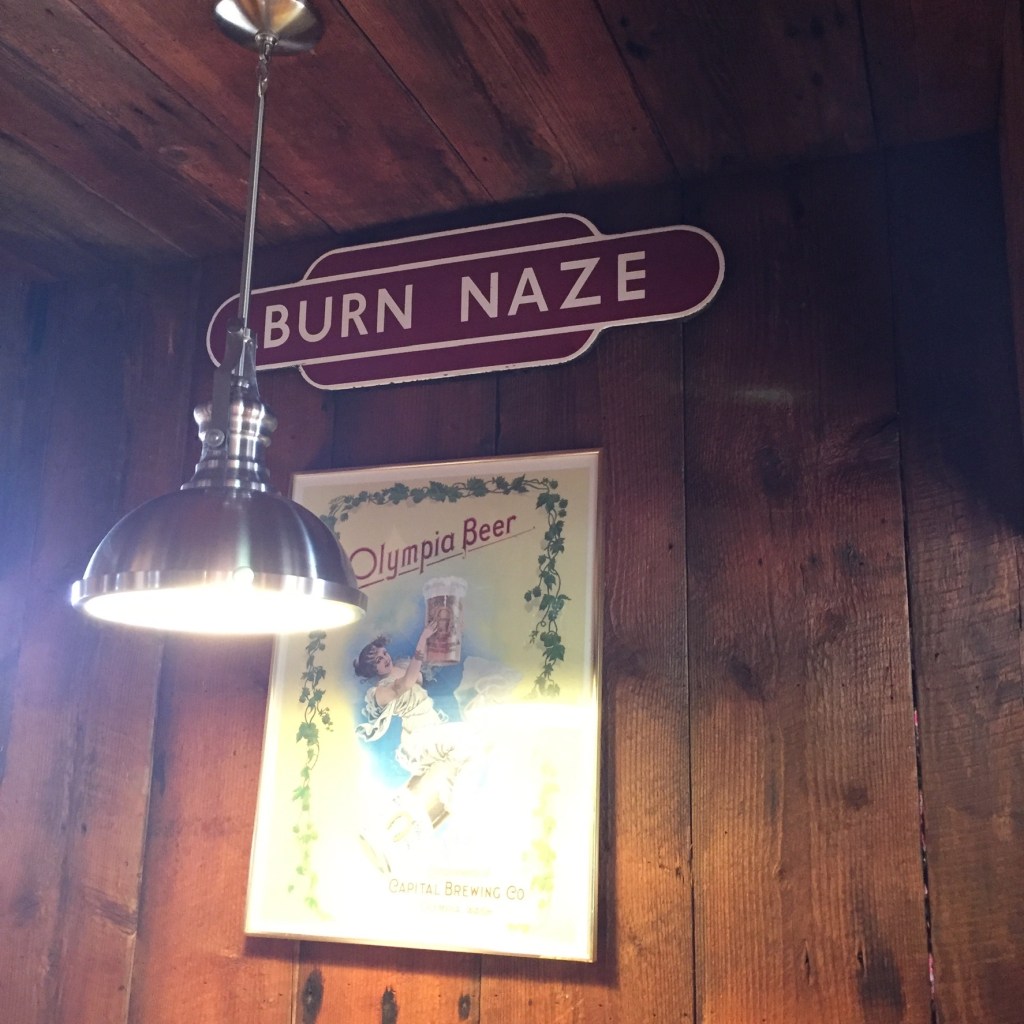 BURN NAZE
Olympia Beer
CAPITAL BREWING CO